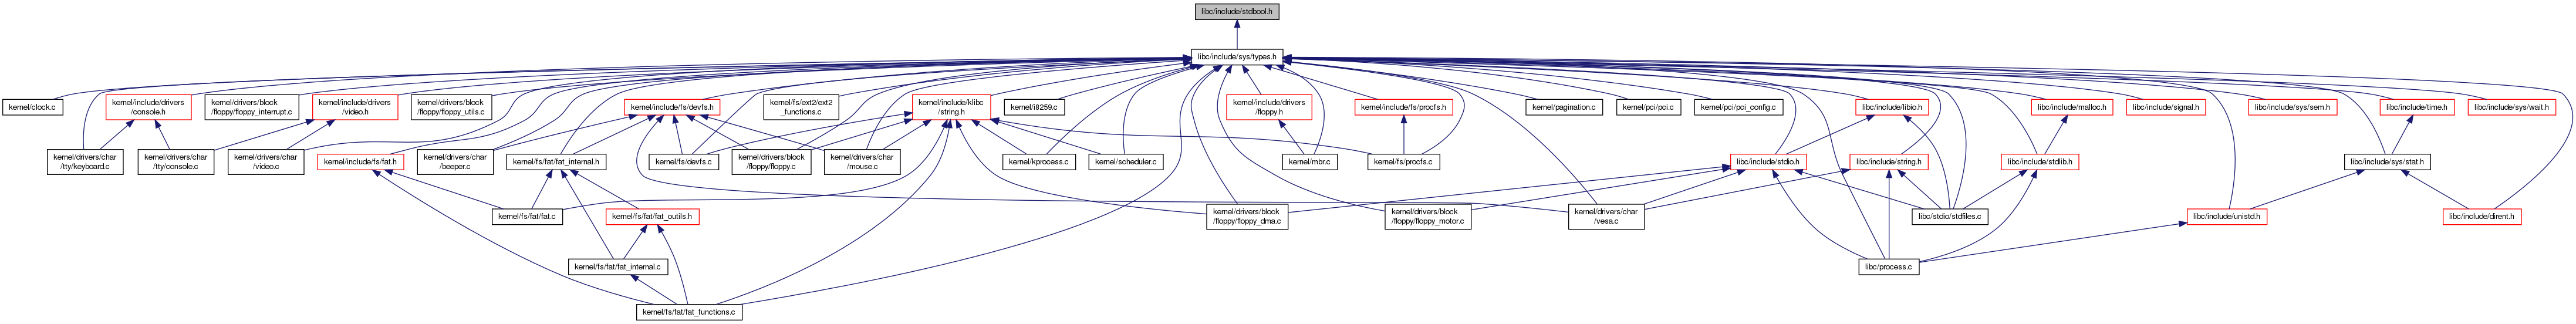 libc/include/stdbool.h
libc/include/sys/types.h
kernel/clock.c
kernel/include/drivers
/console.h
kernel/drivers/block
/floppy/floppy_interrupt.c
kernel/include/drivers
/video.h
kernel/drivers/block
/floppy/floppy_utils.c
kernel/include/fs/devfs.h
kernel/fs/ext2/ext2
_functions.c
kernel/include/klibc
/string.h
kernel/i8259.c
kernel/include/drivers
/floppy.h
kernel/include/fs/procfs.h
kernel/pagination.c
kernel/pci/pci.c
kernel/pci/pci_config.c
libc/include/libio.h
libc/include/malloc.h
libc/include/signal.h
libc/include/sys/sem.h
libc/include/time.h
libc/include/sys/wait.h
kernel/drivers/char
/tty/keyboard.c
kernel/drivers/char
/tty/console.c
kernel/drivers/char
/video.c
kernel/include/fs/fat.h
kernel/drivers/char
/beeper.c
kernel/fs/fat/fat_internal.h
kernel/fs/devfs.c
kernel/drivers/block
/floppy/floppy.c
kernel/drivers/char
/mouse.c
kernel/kprocess.c
kernel/scheduler.c
kernel/mbr.c
kernel/fs/procfs.c
libc/include/stdio.h
libc/include/string.h
libc/include/stdlib.h
libc/include/sys/stat.h
kernel/fs/fat/fat.c
kernel/fs/fat/fat_outils.h
kernel/drivers/block
/floppy/floppy_dma.c
kernel/drivers/block
/floppy/floppy_motor.c
kernel/drivers/char
/vesa.c
libc/stdio/stdfiles.c
libc/include/unistd.h
libc/include/dirent.h
kernel/fs/fat/fat_internal.c
libc/process.c
kernel/fs/fat/fat_functions.c